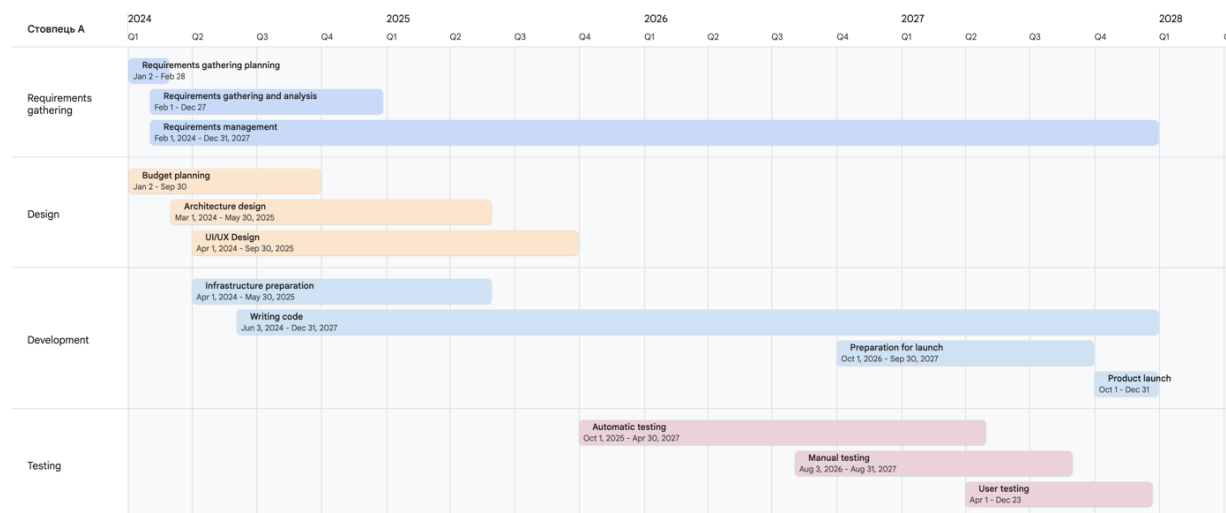 2024
2025
2026
2027
2028
Стовпець A
Q1
Q2
Q3
Q4
Q1
Q2
Q3
Q4
Q1
Q2
Q3
Q4
Q1
Q2
Q3
Q4
Q1
Requirements gathering planning
Jan 2 - Feb 28
Requirements
gathering
Requirements gathering and analysis
Feb 1 - Dec 27
Requirements management
Feb 1, 2024 - Dec 31, 2027
Budget planning
Jan 2 - Sep 30
Design
Architecture design
Mar 1, 2024 - May 30, 2025
UI/UX Design
Apr 1, 2024 - Sep 30, 2025
Infrastructure preparation
Apr 1, 2024 - May 30, 2025
Development
Writing code
Jun 3, 2024 - Dec 31, 2027
Preparation for launch
Oct 1, 2026 - Sep 30, 2027
Product launch
Oct 1 - Dec 31
Testing
Automatic testing
Oct 1, 2025 - Apr 30, 2027
Manual testing
Aug 3, 2026 - Aug 31, 2027
User testing
Apr 1 - Dec 23